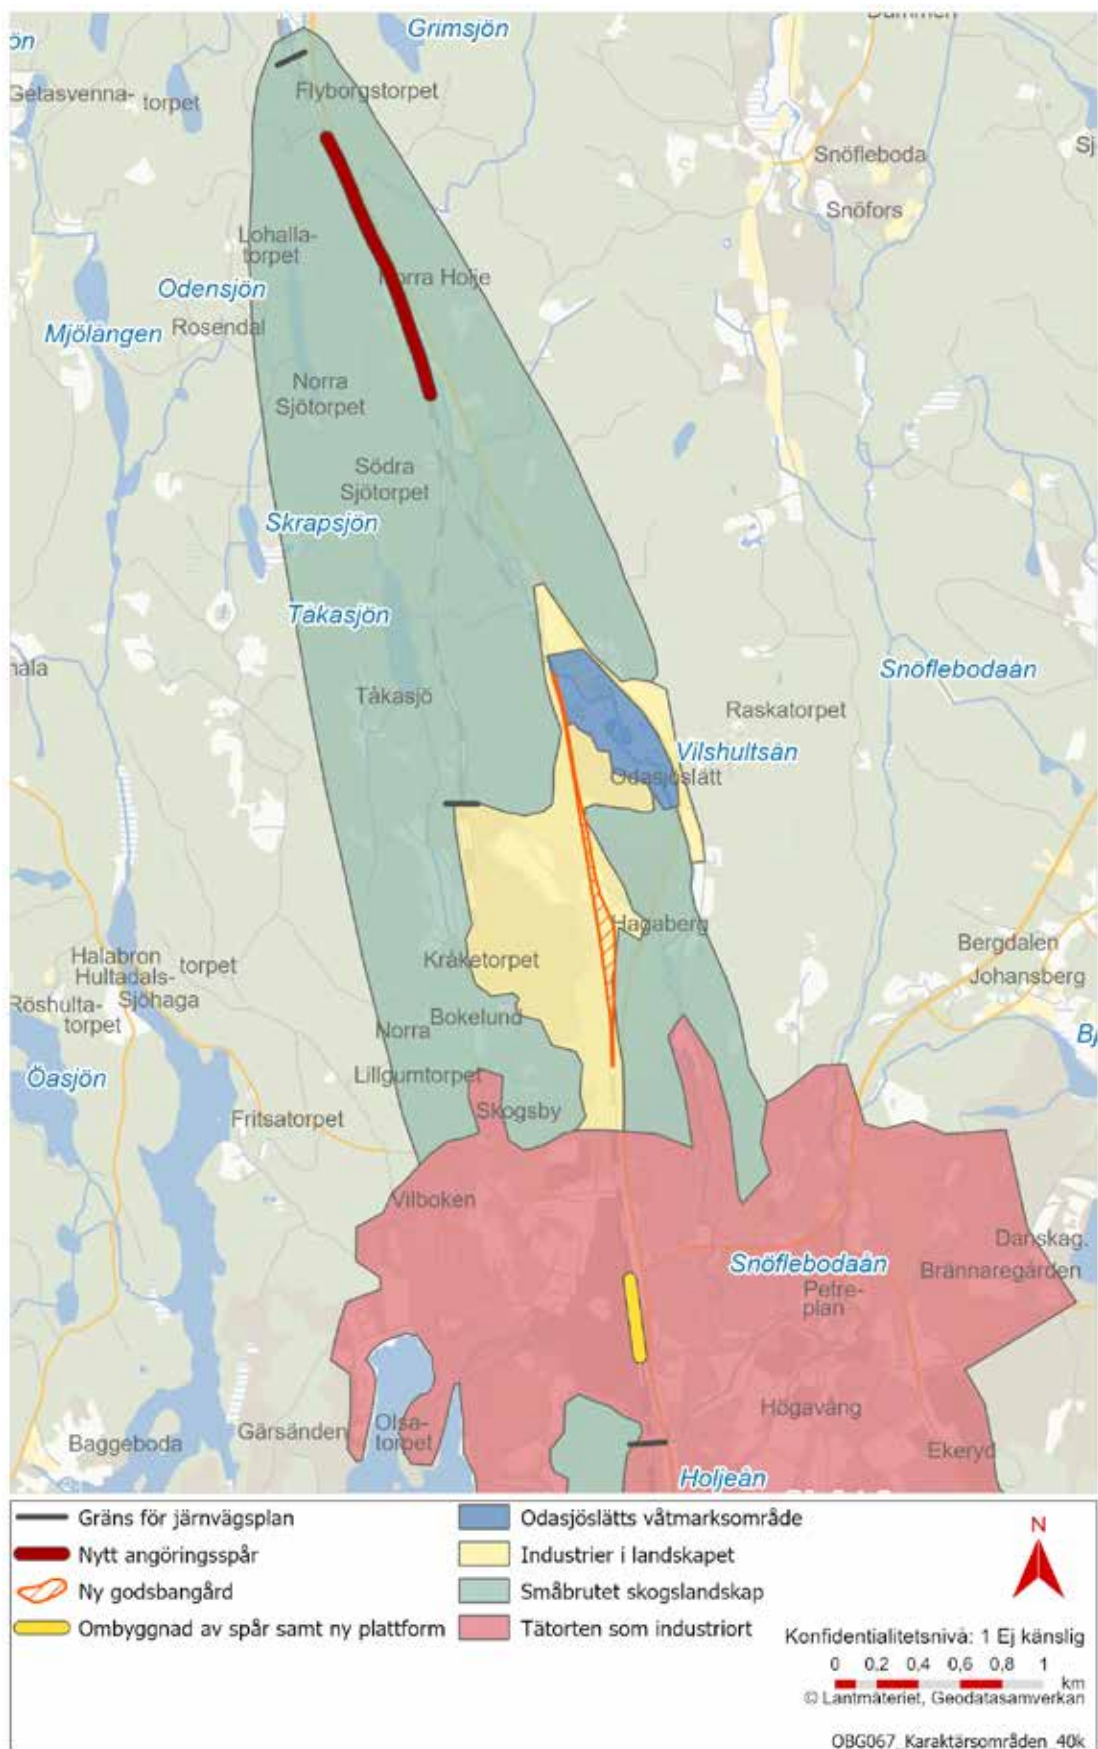 Grimsjön
Getasvenna-
torpet
Flyborgstorpet
Snöfleboda
Snöfors
Lohalla-
torpet
Norra Holje
Odensjön
Mjölangen
Rosendal
Norra
Sjötorpet
Södra
Sjötorpet
Skrapsjön
Takasjön
Snöflebodaån
Tåkasjö
Raskatorpet
Vilshultsån
Odasjöslätt
Hagaberg
Bergdalen
Johansberg
Halabron
Hultadals-
torpet
Sjöhaga
Röshulta-
torpet
Kråketorpet
Bokelund
Norra
Öasjön
Lillgumtorpet
Skogsby
Fritsatorpet
Vilboken
Danskag.
Snöflebodaån
Brännaregården
Petre-
plan
Högavång
Gärsänden
Olsa-
torpet
Baggeboda
Ekeryd
Holjeån
Gräns för järnvägsplan
Nytt angöringsspår
Ny godsbangård
Ombyggnad av spår samt ny plattform
Odasjöslätts våtmarksområde
Industrier i landskapet
Småbrutet skogslandskap
Tätorten som industriort
N
Konfidentialitetsnivå: 1 Ej känslig
0 0,2 0,4 0,6 0,8 1
km
© Lantmäteriet, Geodatasamverkan
OBG067_Karaktärsområden_40k